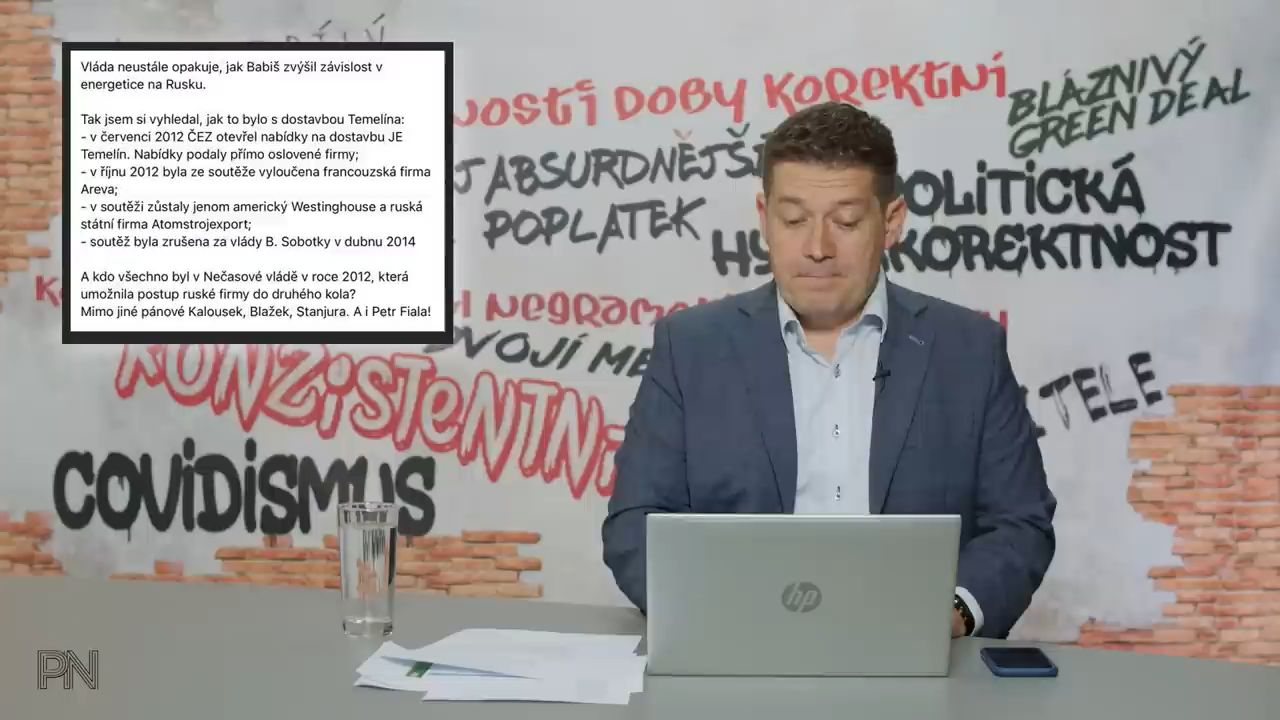 Vláda neustále opakuje, jak Babiš zvýšil závislost v
energetice na Rusku.
Tak jsem si vyhledal, jak to bylo s dostavbou Temelína:
- v červenci 2012 ČEZ otevřel nabídky na dostavbu JE
Temelín. Nabídky podaly přímo oslovené firmy;
- v říjnu 2012 byla ze soutěže vyloučena francouzská firma
Areva;
- v soutěži zůstaly jenom americký Westinghouse a ruská
státní firma Atomstrojexport;
- soutěž byla zrušena za vlády B. Sobotky v dubnu 2014
A kdo všechno byl v Nečasové vládě v roce 2012, která
umožnila postup ruské firmy do druhého kola?
Mimo jiné pánové Kalousek, Blažek, Stanjura. A i Petr Fiala!
DOBY KOREKTNÍ
BLÁZNIVÝ
GREEN DEAL
POPLATEK
KOREKTNOST
COVIDISMUS
hp
PN